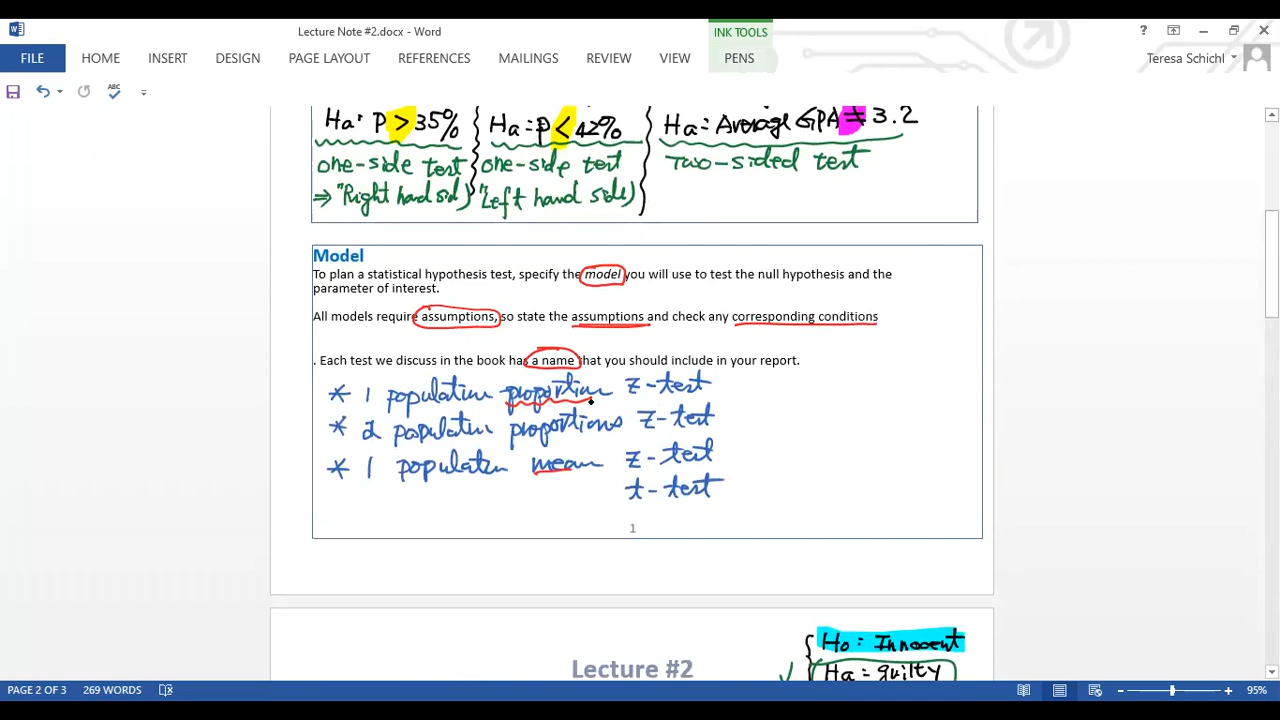 Lecture Note #2.docx - Word
INK TOOLS
FILE HOME INSERT DESIGN PAGE LAYOUT REFERENCES MAILINGS REVIEW VIEW PENS
Teresa Schichl
Ha: P > 35% Ha: p < 42% Ha: Average GPA ≠ 3.2
one-side test one-side test Two-sided test
⇒ "Right hand sid) "Left hand side)
Model
To plan a statistical hypothesis test, specify the model you will use to test the null hypothesis and the
parameter of interest.
All models require assumptions, so state the assumptions and check any corresponding conditions
. Each test we discuss in the book has a name that you should include in your report.
* 1 population proportion z-test
* 2 population proportions z-test
* 1 population mean z-test
t-test
1
Ho: Innocent
Lecture #2
Ha: guilty
PAGE 2 OF 3 269 WORDS
95%